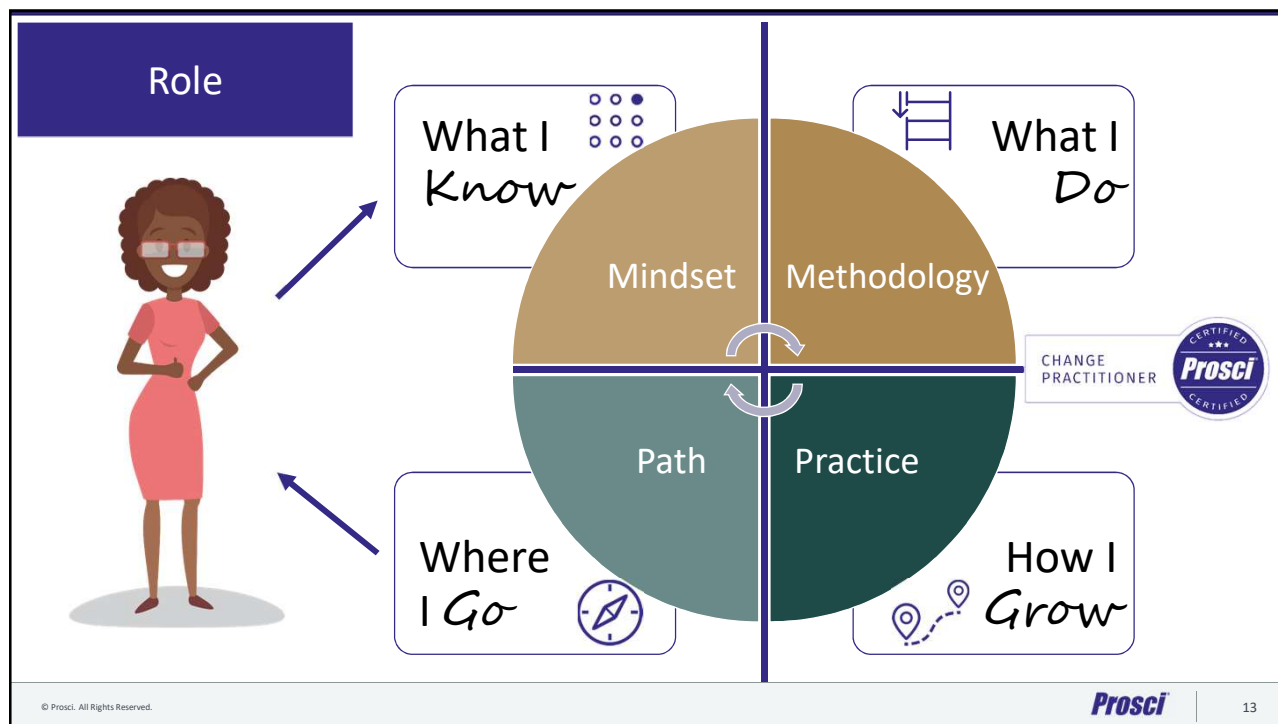 Role
What I
Know
What I
Do
Mindset
Methodology
CHANGE
PRACTITIONER
CERTIFIED
Prosci
CERTIFIED
Path
Practice
Where
I Go
How I
Grow
© Prosci. All Rights Reserved.
Prosci
13